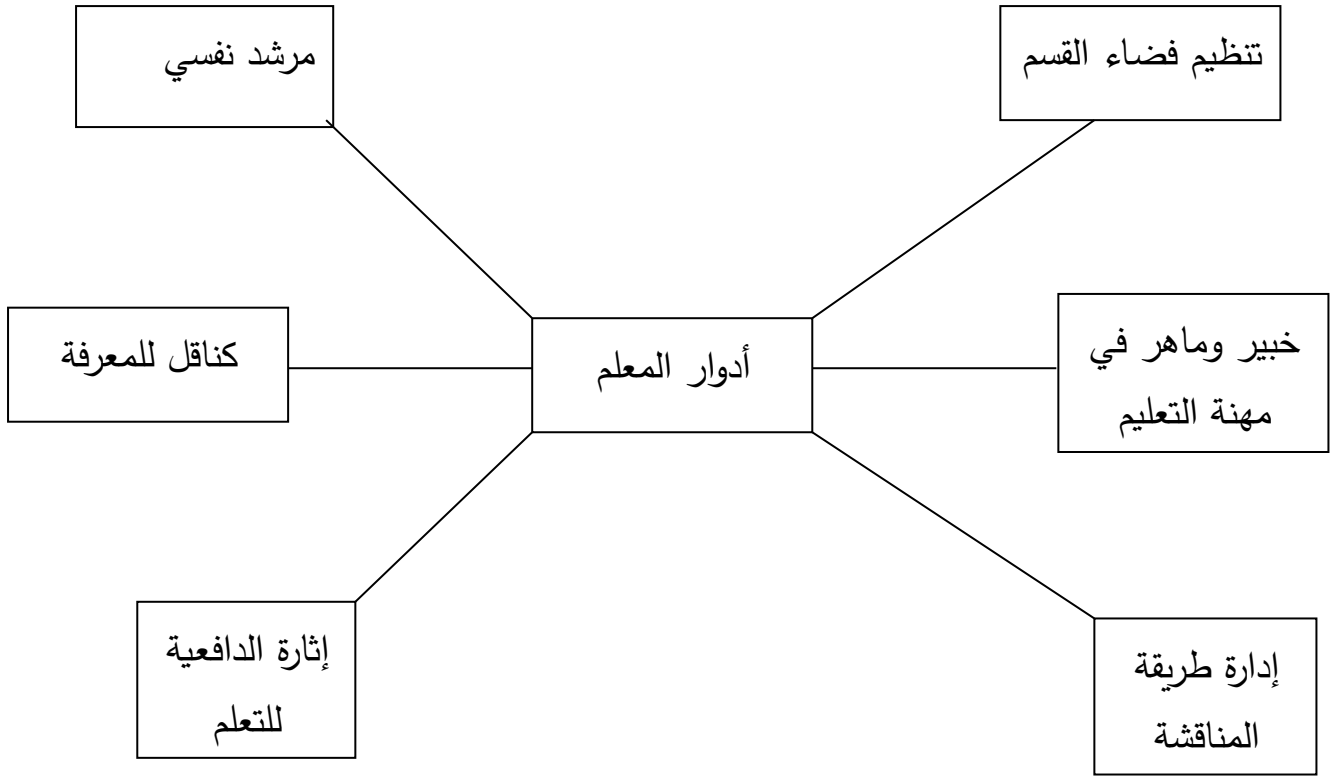 تنظيم فضاء القسم
مرشد نفسي
خبير وماهر في
مهنة التعليم
أدوار المعلم
كناقل للمعرفة
إدارة طريقة
المناقشة
إثارة الدافعية
للتعلم